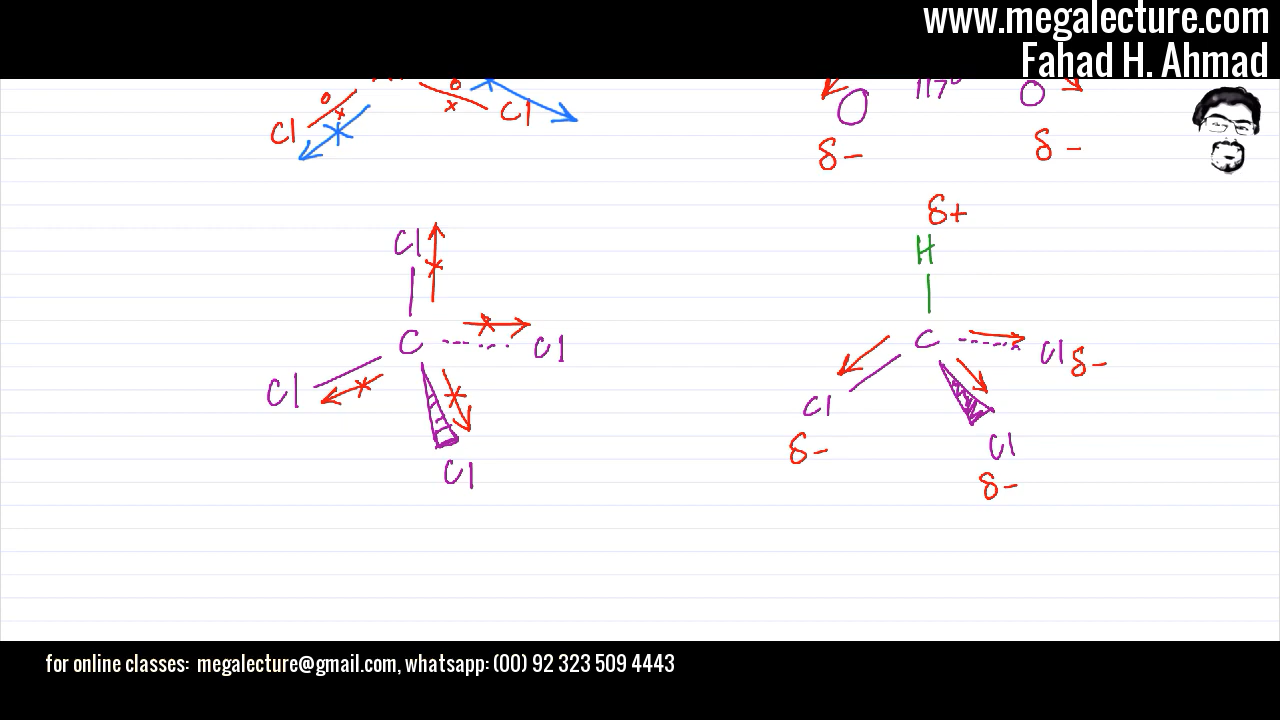 www.megalecture.com
Fahad H. Ahmad
Cl
Cl
O
117°
O
δ-
δ-
Cl
C
Cl
Cl
Cl
δ+
H
C
Cl δ-
Cl
δ-
Cl
δ-
for online classes: megalecture@gmail.com, whatsapp: (00) 92 323 509 4443